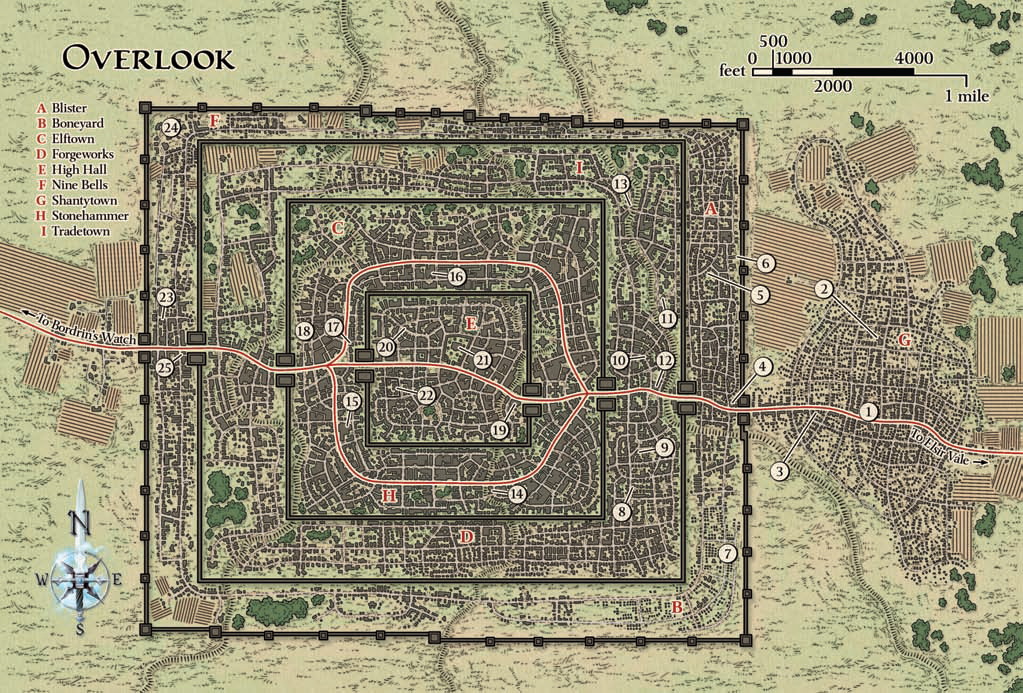 OVERLOOK
500
0 1000 4000
feet
2000
1 mile
A Blister
B Boneyard
C Elftown
D Forgeworks
E High Hall
F Nine Bells
G Shantytown
H Stonehammer
I Tradetown
24
F
I
13
A
C
16
6
5
2
23
To Bordrin's Watch
18
17
E
20
21
11
G
10
12
25
4
22
15
19
1
To Elsir Vale
9
3
H
14
8
D
7
N
W E
S
B